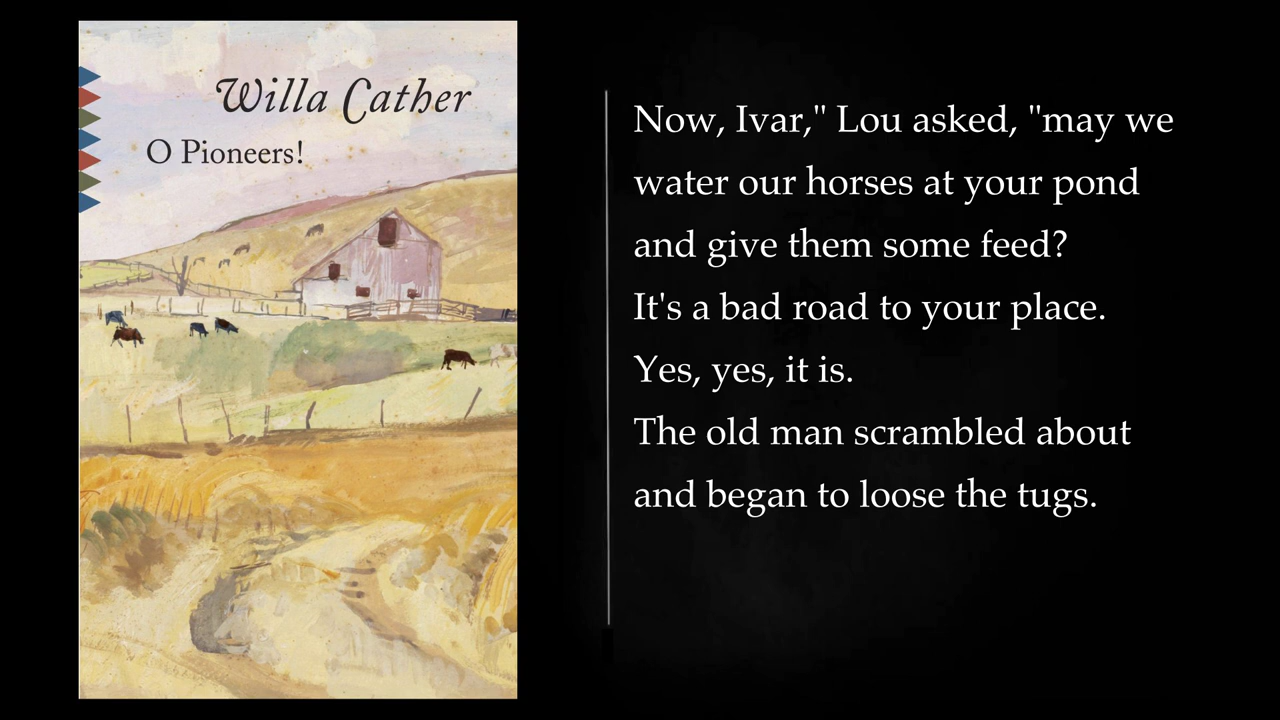 Willa Cather
O Pioneers!
Now, Ivar," Lou asked, "may we
water our horses at your pond
and give them some feed?
It's a bad road to your place.
Yes, yes, it is.
The old man scrambled about
and began to loose the tugs.